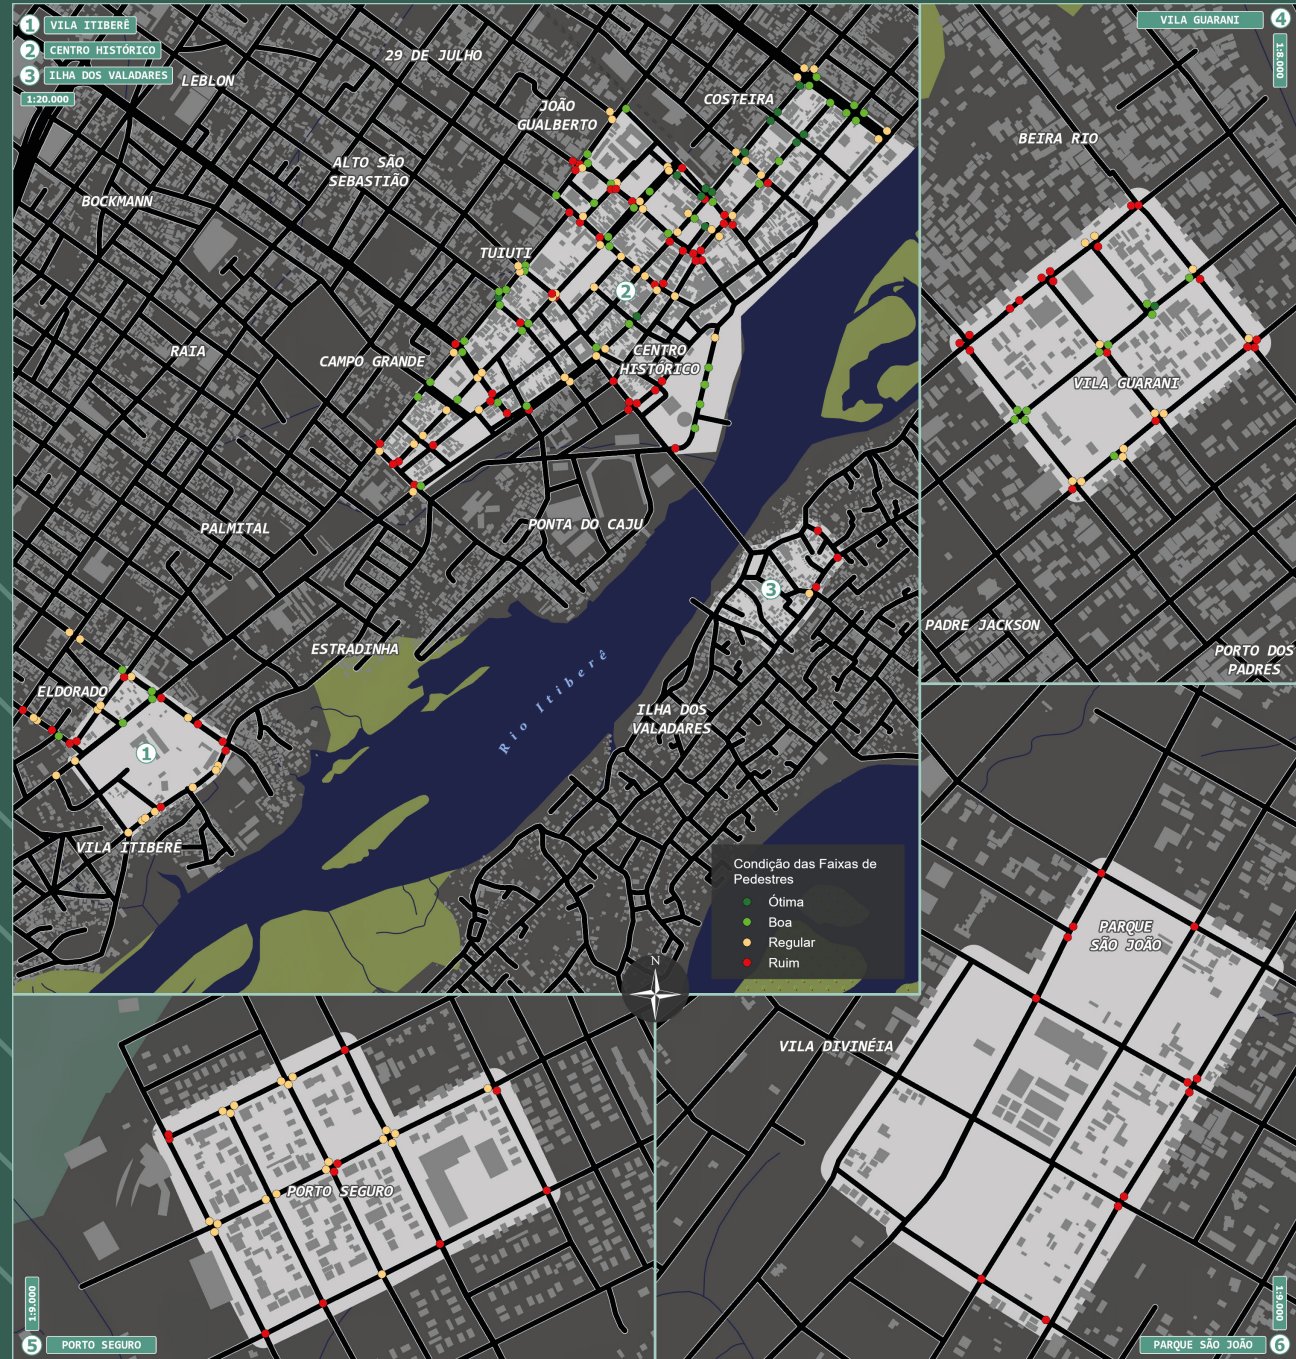 1 VILA ITIBERÊ
2 CENTRO HISTÓRICO
3 ILHA DOS VALADARES
1:20.000
LEBLON
29 DE JULHO
JOÃO
GUALBERTO
COSTEIRA
ALTO SÃO
SEBASTIÃO
BOCKMANN
TUIUTI
2
RAIA
CAMPO GRANDE
CENTRO
HISTÓRICO
PALMITAL
PONTA DO CAJU
3
ESTRADINHA
ELDORADO
1
Rio Itiberê
ILHA DOS
VALADARES
VILA ITIBERÊ
Condição das Faixas de
Pedestres
Ótima
Boa
Regular
Ruim
N
VILA GUARANI 4
1:8.000
BEIRA RIO
VILA GUARANI
PADRE JACKSON
PORTO DOS
PADRES
PORTO SEGURO
1:9.000
5 PORTO SEGURO
PARQUE
SÃO JOÃO
VILA DIVINÉIA
1:9.000
PARQUE SÃO JOÃO 6